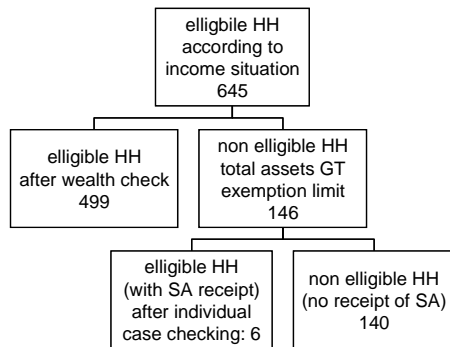 elligbile HH
according to
income situation
645
elligible HH
after wealth check
499
non eligible HH
total assets GT
exemption limit
146
elligible HH
(with SA receipt)
after individual
case checking: 6
non elligible HH
(no receipt of SA)
140